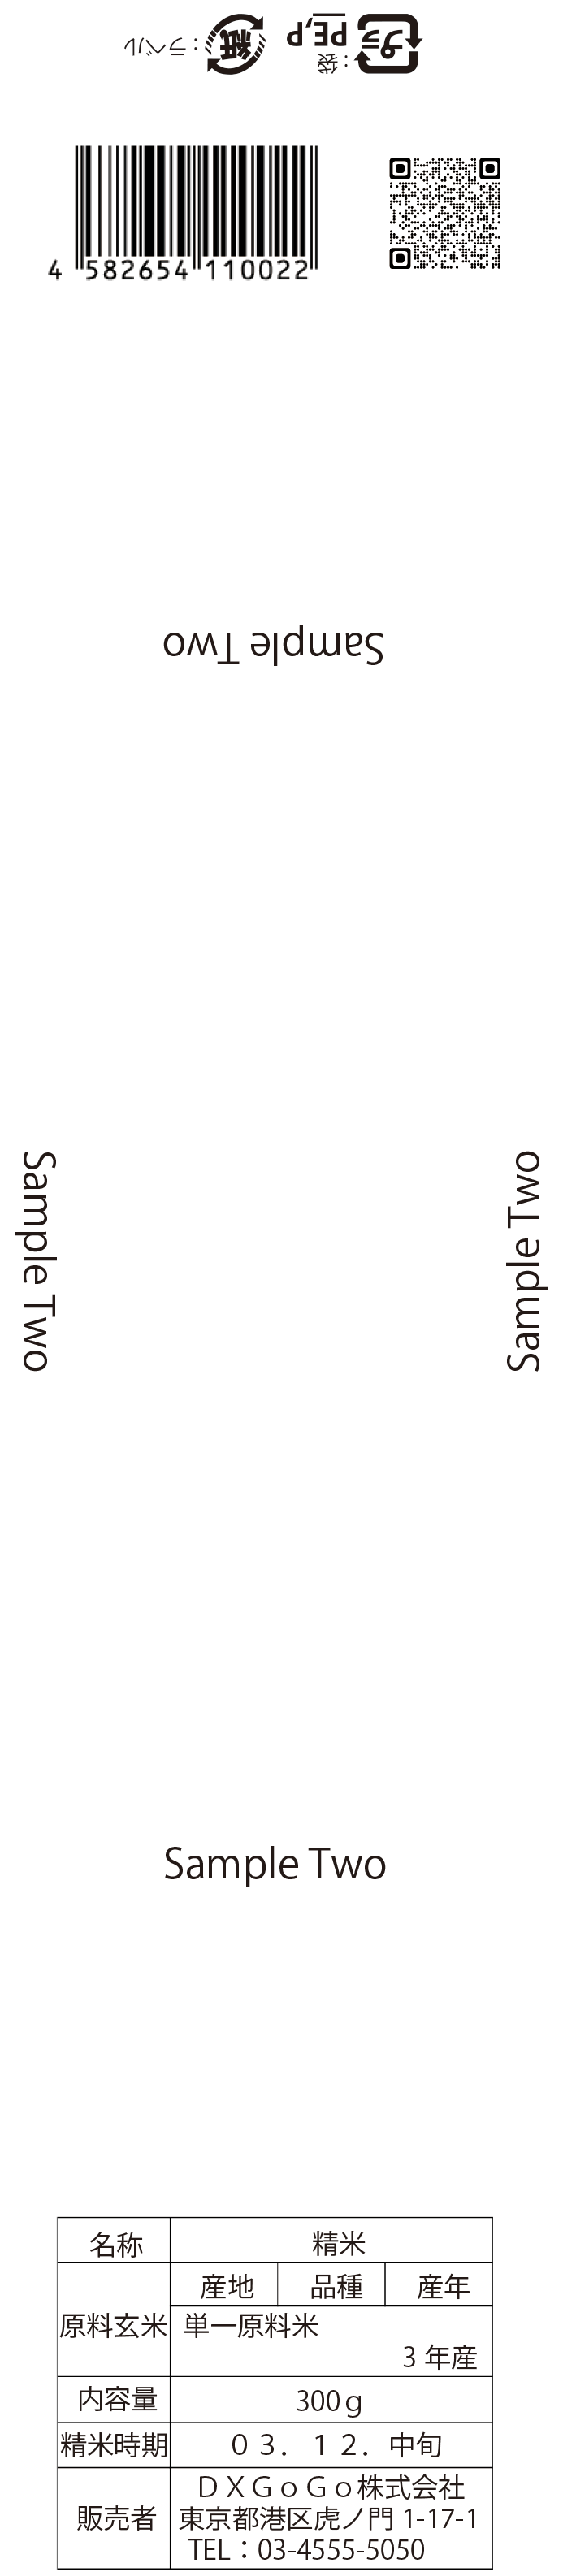 プラ
：袋
PE,P
紙
：ラベル
4 582654 110022
Sample Two
Sample Two
Sample Two
Sample Two
名称 精米
原料玄米 産地 品種 産年
単一原料米
3 年産
内容量 300ｇ
精米時期 ０３．１２．中旬
販売者 ＤＸＧｏＧｏ株式会社
東京都港区虎ノ門 1-17-1
TEL：03-4555-5050